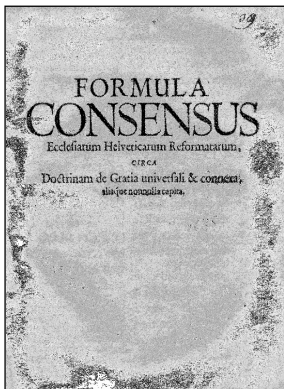 FORMULA
CONSENSUS
Ecclesiarum Helveticarum Reformatarum,
CIRCA
Doctrinam de Gratia universali & connexa,
aliaque nonnulla capita.